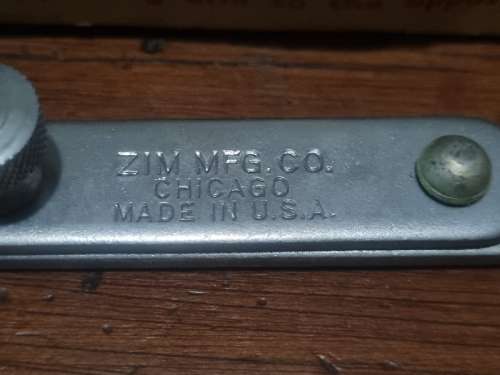 ZIM MFG. CO.
CHICAGO
MADE IN U.S.A.